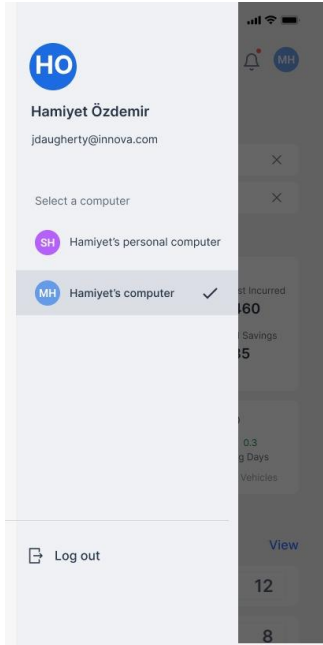 HO
MH
Hamiyet Özdemir
jdaugherty@innova.com
Select a computer
SH Hamiyet's personal computer
MH Hamiyet's computer
st Incurred
460
Savings
35
0.3
g Days
Vehicles
View
Log out
12
8